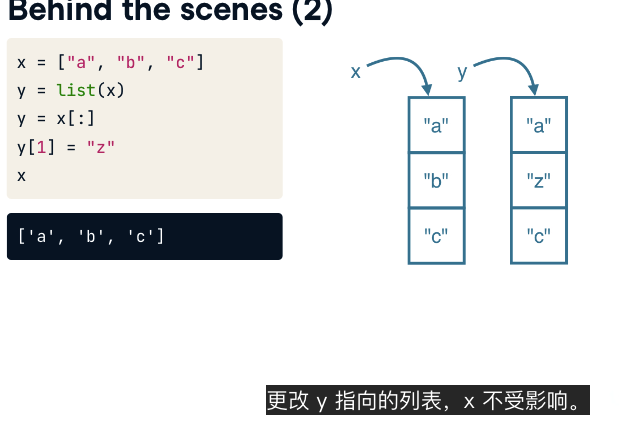 Behind the scenes (2)
x = ["a", "b", "c"]
y = list(x)
y = x[:]
y[1] = "z"
x
['a', 'b', 'c']
x
y
"a"
"a"
"b"
"z"
"c"
"c"
更改 y 指向的列表，x 不受影响。